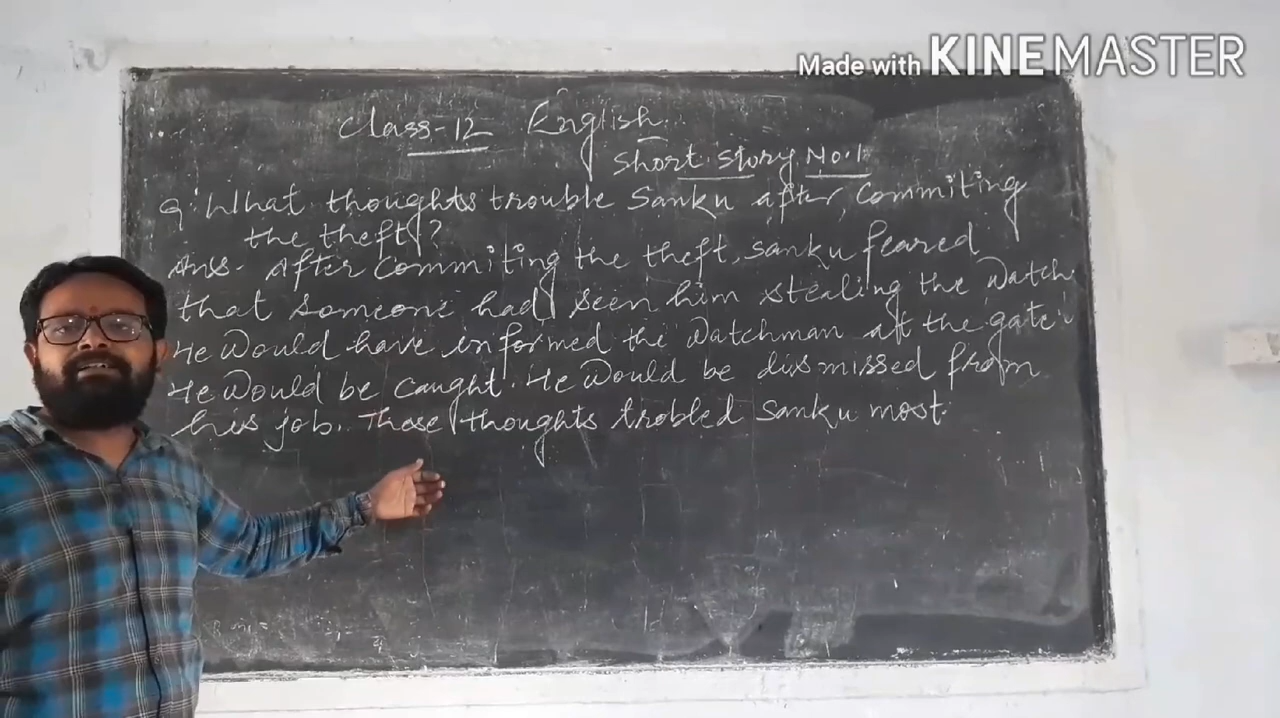 Made with KINEMASTER
Class-12 English
Short story No.1
Q: What thoughts trouble Sanku after commiting
the theft?
Ans- After commiting the theft, Sanku feared
that someone had seen him stealing the watch
He would have informed the watchman at the gate.
He would be caught. He would be dismissed from
his job. These thoughts trobled Sanku most.